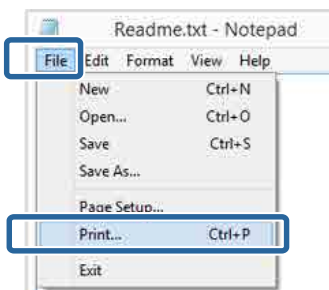 Readme.txt - Notepad
File Edit Format View Help
New Ctrl+N
Open... Ctrl+O
Save Ctrl+S
Save As...
Page Setup...
Print... Ctrl+P
Exit